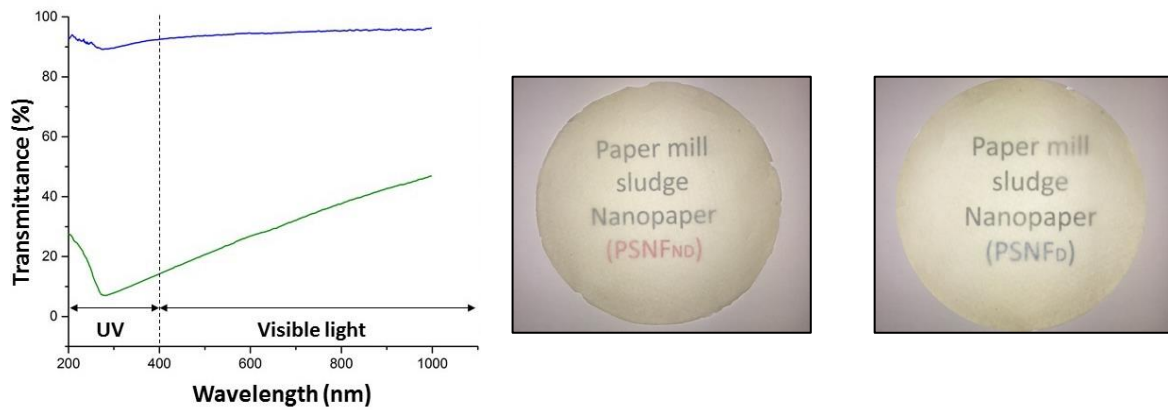 100
80
60
40
20
0
Transmittance (%)
UV
Visible light
200
400
600
800
1000
Wavelength (nm)
Paper mill
sludge
Nanopaper
(PSNFND)
Paper mill
sludge
Nanopaper
(PSNFD)